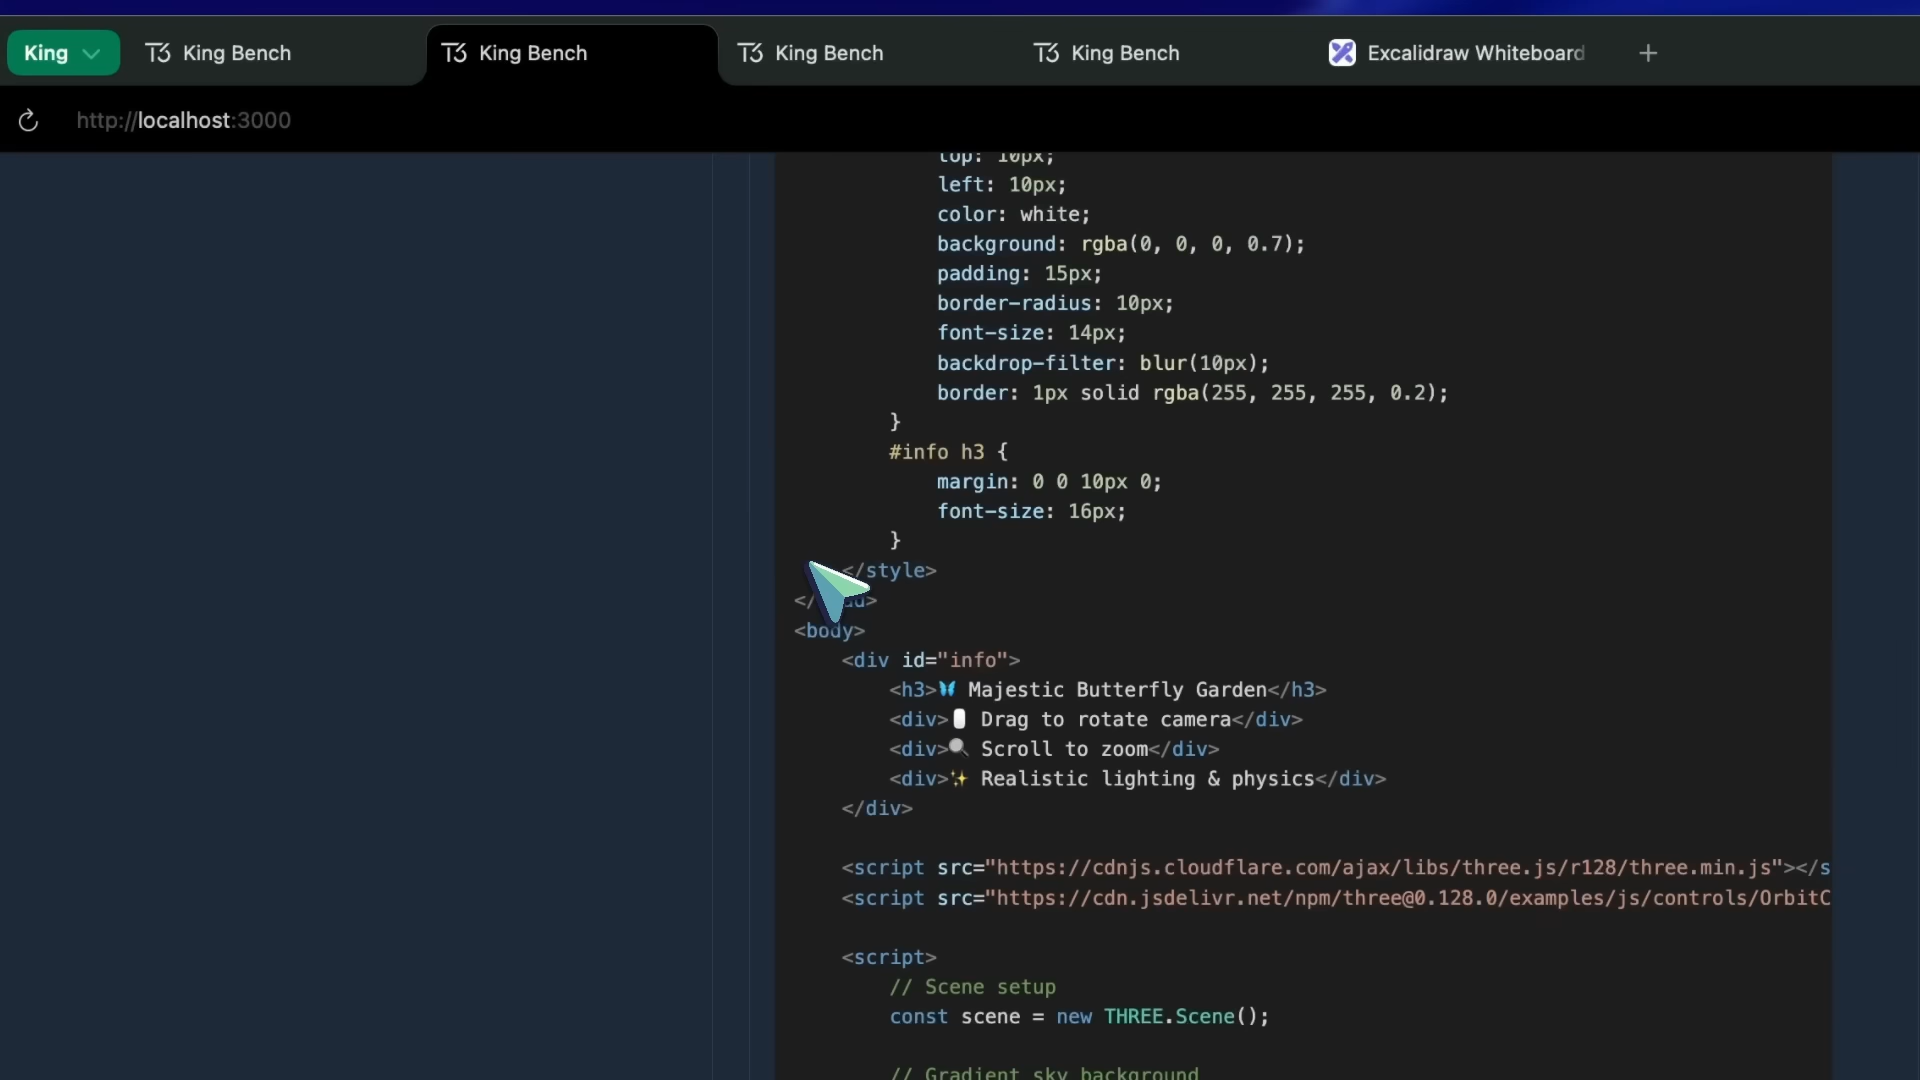 King
King Bench
King Bench
King Bench
King Bench
Excalidraw Whiteboard
http://localhost:3000
top: 10px;
left: 10px;
color: white;
background: rgba(0, 0, 0, 0.7);
padding: 15px;
border-radius: 10px;
font-size: 14px;
backdrop-filter: blur(10px);
border: 1px solid rgba(255, 255, 255, 0.2);
}
#info h3 {
margin: 0 0 10px 0;
font-size: 16px;
}
</style>
<body>
<div id="info">
<h3>🦋 Majestic Butterfly Garden</h3>
<div>🖱️ Drag to rotate camera</div>
<div>🔍 Scroll to zoom</div>
<div>✨ Realistic lighting & physics</div>
</div>
<script src="https://cdnjs.cloudflare.com/ajax/libs/three.js/r128/three.min.js"></s
<script src="https://cdn.jsdelivr.net/npm/three@0.128.0/examples/js/controls/OrbitC
<script>
// Scene setup
const scene = new THREE.Scene();
// Gradient sky background